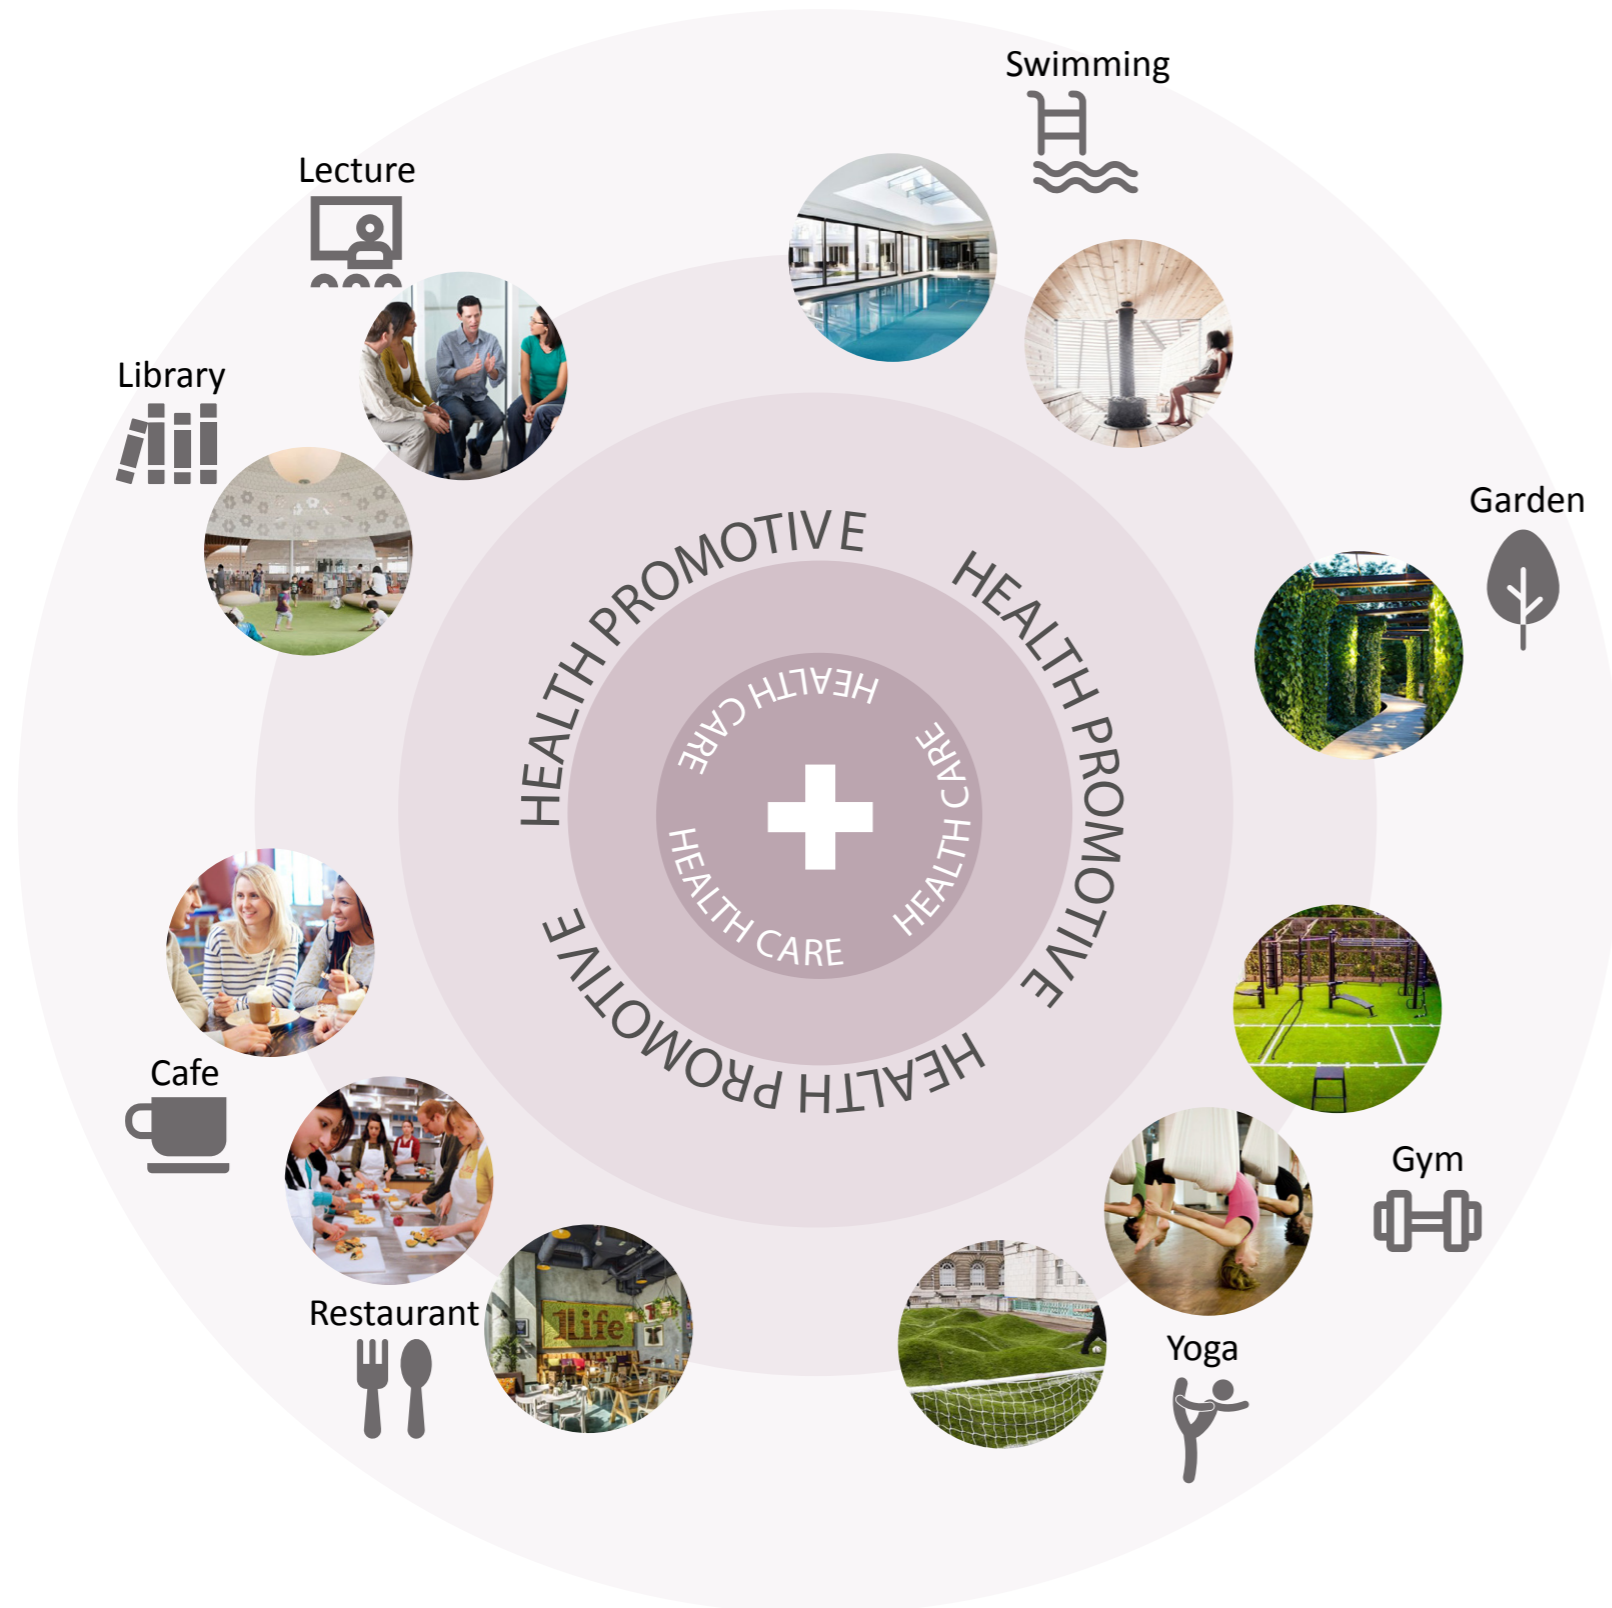 Swimming
Lecture
Library
Garden
HEALTH PROMOTIVE
HEALTH PROMOTIVE
HEALTH PROMOTIVE
HEALTH CARE
HEALTH CARE
HEALTH CARE
Cafe
Gym
Restaurant
1life
Yoga